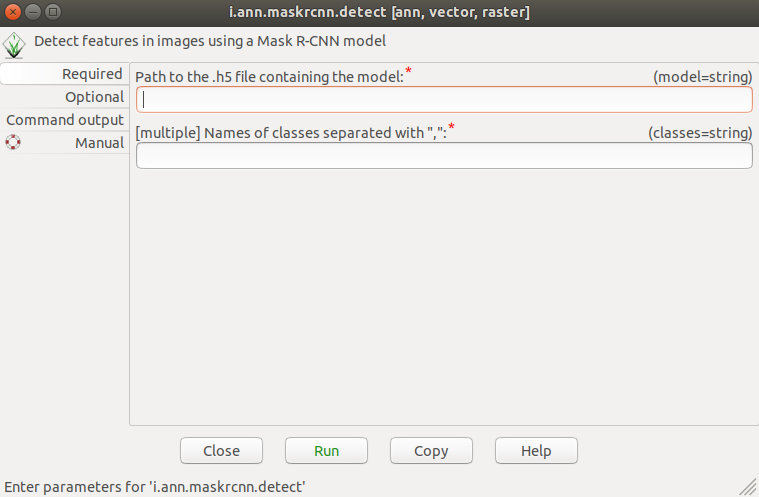 i.ann.maskrcnn.detect [ann, vector, raster]
Detect features in images using a Mask R-CNN model
Required
Optional
Command output
Manual
Path to the .h5 file containing the model:* (model=string)
[multiple] Names of classes separated with ",":* (classes=string)
Close Run Copy Help
Enter parameters for 'i.ann.maskrcnn.detect'